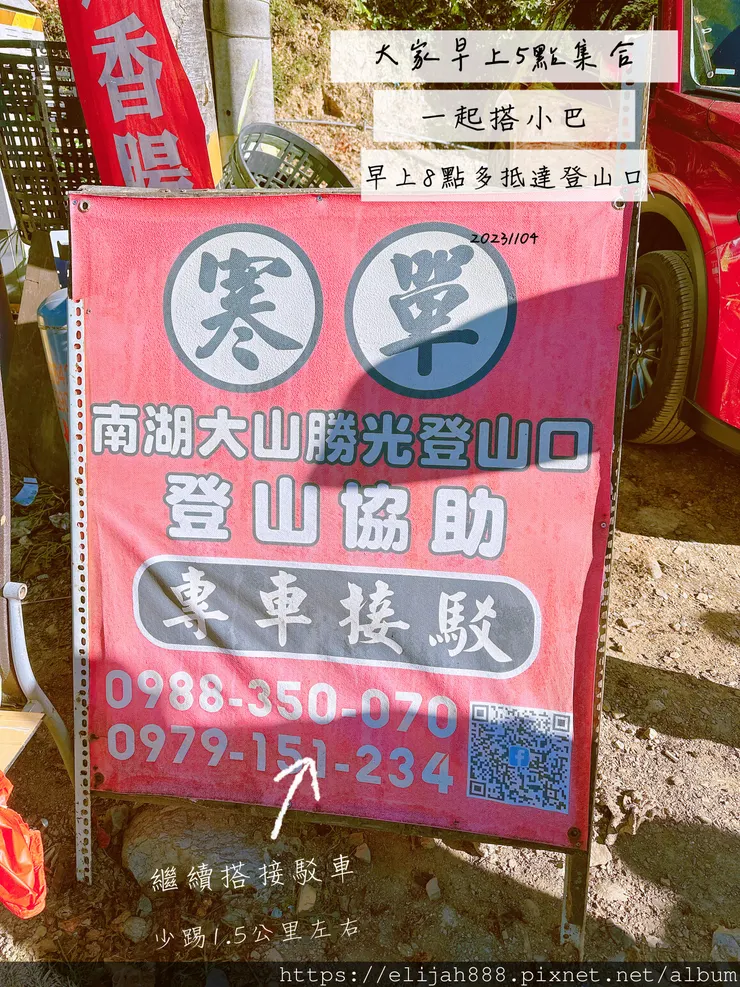 大家早上5點集合
一起搭小巴
早上8點多抵達登山口
20231104
香腸
寒單
南湖大山勝光登山口
登山協助
專車接駁
0988-350-070
0979-151-234
繼續搭接駁車
少踢1.5公里左右
https://elijah888.pixnet.net/album